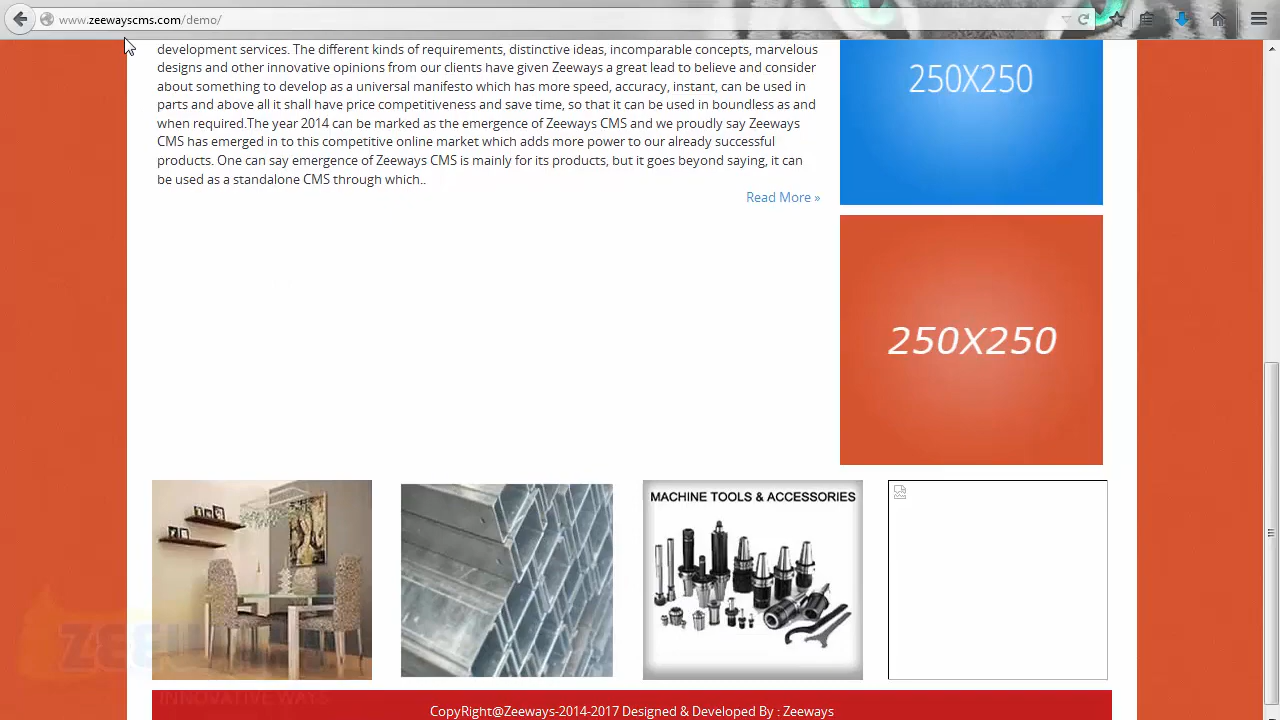 www.zeewayscms.com/demo/
development services. The different kinds of requirements, distinctive ideas, incomparable concepts, marvelous
designs and other innovative opinions from our clients have given Zeeways a great lead to believe and consider
about something to develop as a universal manifesto which has more speed, accuracy, instant, can be used in
parts and above all it shall have price competitiveness and save time, so that it can be used in boundless as and
when required.The year 2014 can be marked as the emergence of Zeeways CMS and we proudly say Zeeways
CMS has emerged in to this competitive online market which adds more power to our already successful
products. One can say emergence of Zeeways CMS is mainly for its products, but it goes beyond saying, it can
be used as a standalone CMS through which..
Read More »
250X250
250X250
MACHINE TOOLS & ACCESSORIES
INNOVATIVE WAYS
CopyRight@Zeeways-2014-2017 Designed & Developed By : Zeeways